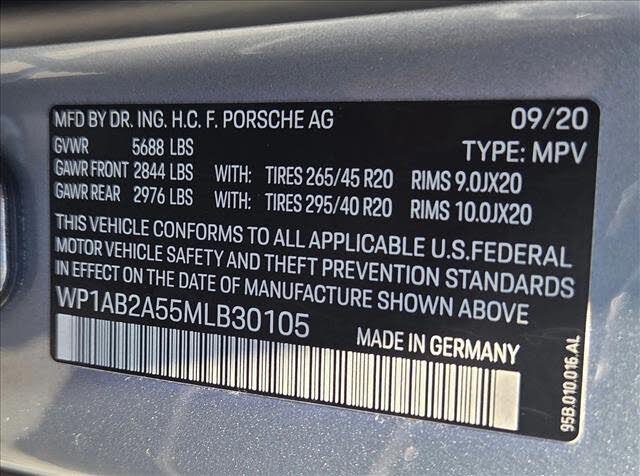 MFD BY DR. ING. H.C. F. PORSCHE AG 09/20
GVWR 5688 LBS TYPE: MPV
GAWR FRONT 2844 LBS WITH: TIRES 265/45 R20 RIMS 9.0JX20
GAWR REAR 2976 LBS WITH: TIRES 295/40 R20 RIMS 10.0JX20
THIS VEHICLE CONFORMS TO ALL APPLICABLE U.S.FEDERAL
MOTOR VEHICLE SAFETY AND THEFT PREVENTION STANDARDS
IN EFFECT ON THE DATE OF MANUFACTURE SHOWN ABOVE
WP1AB2A55MLB30105
MADE IN GERMANY
95B.010.016.AL